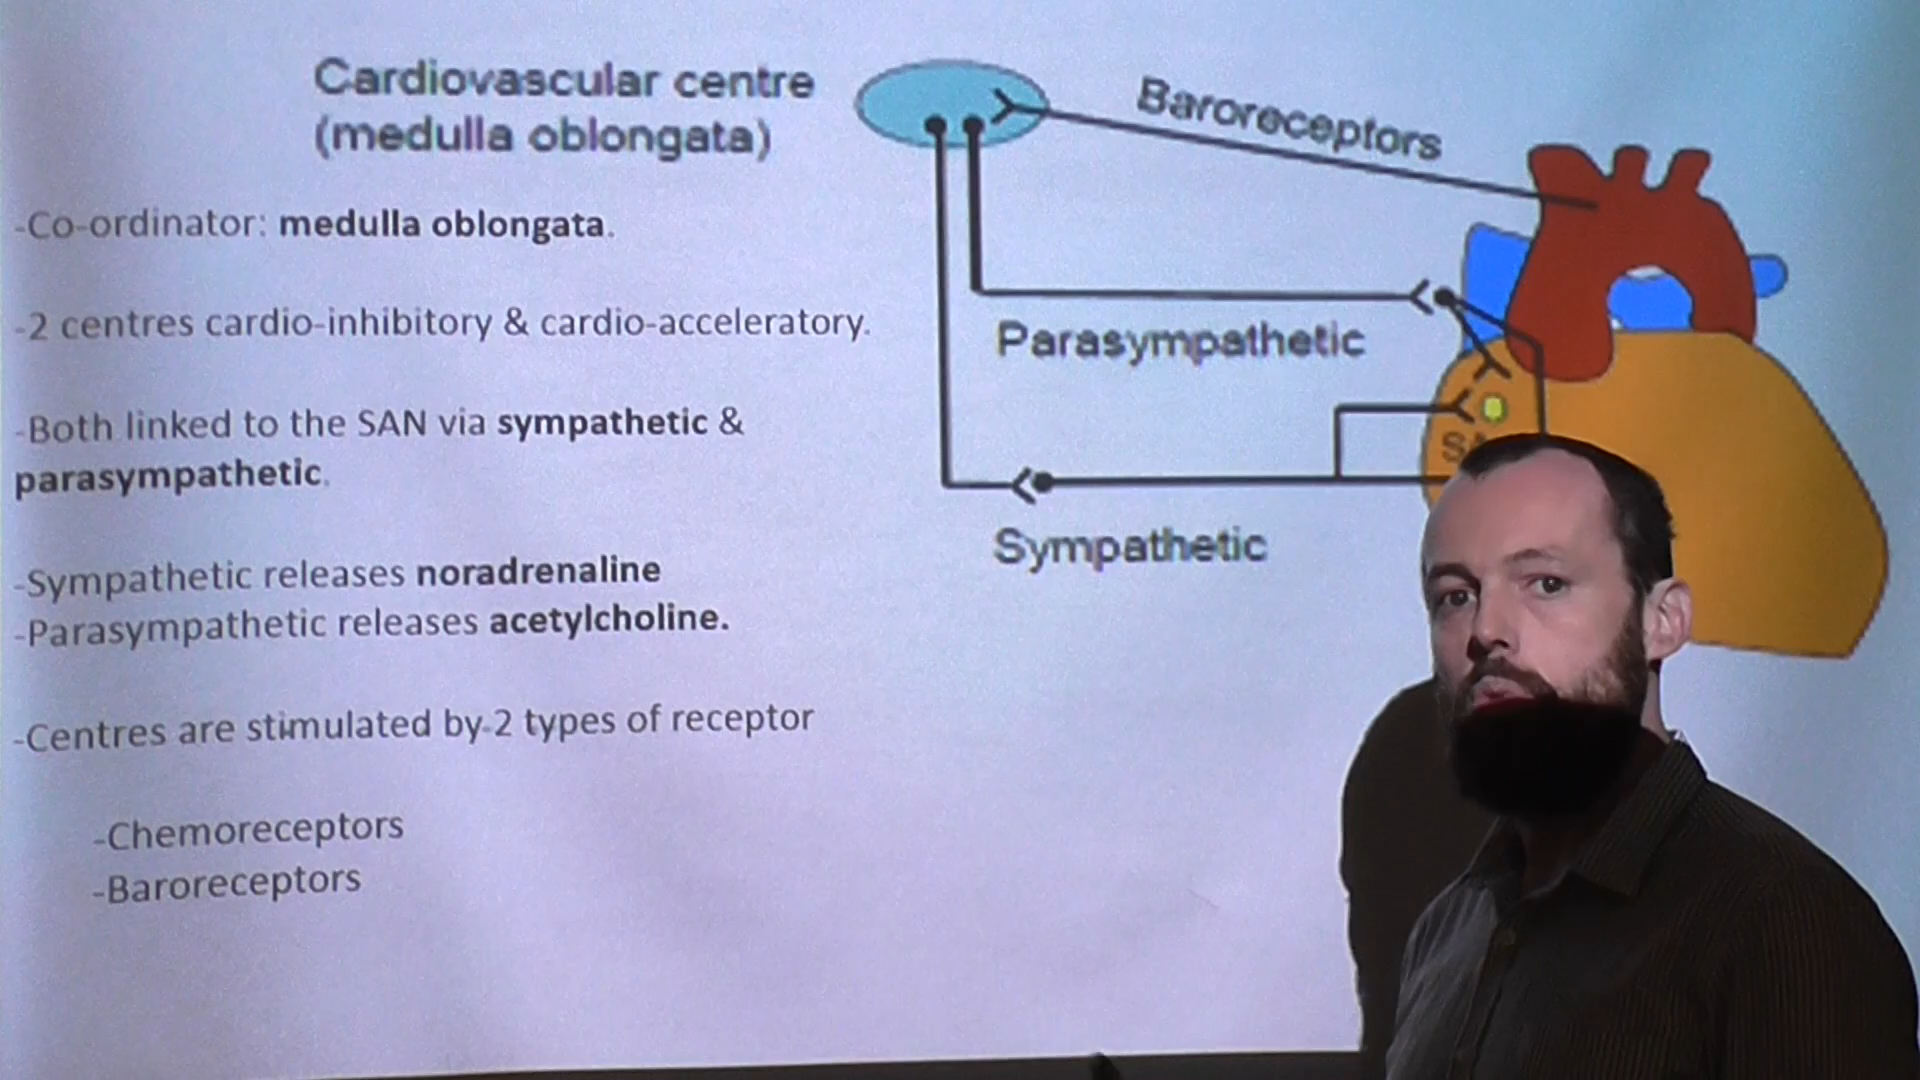 Cardiovascular centre
(medulla oblongata)
Baroreceptors
-Co-ordinator: medulla oblongata.
-2 centres cardio-inhibitory & cardio-acceleratory.
Parasympathetic
-Both linked to the SAN via sympathetic &
parasympathetic.
Sympathetic
-Sympathetic releases noradrenaline
-Parasympathetic releases acetylcholine.
-Centres are stimulated by 2 types of receptor
-Chemoreceptors
-Baroreceptors